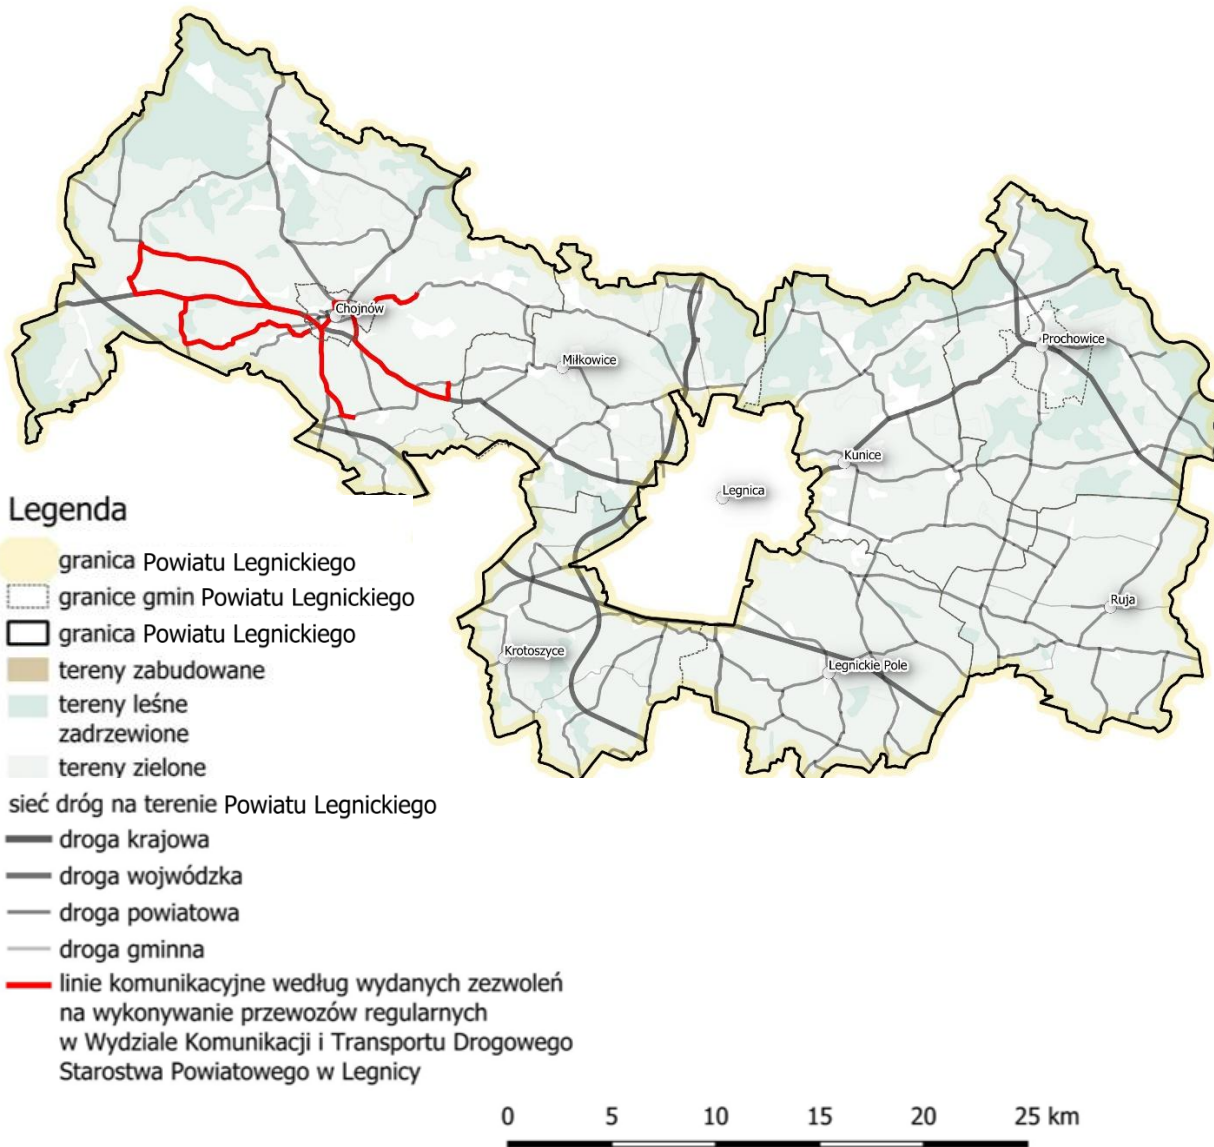 Chojnów
Miłkowice
Prochowice
Kunice
Legnica
Ruja
Krotoszyce
Legnickie Pole
Legenda
granica Powiatu Legnickiego
granice gmin Powiatu Legnickiego
granica Powiatu Legnickiego
tereny zabudowane
tereny leśne
zadrzewione
tereny zielone
sieć dróg na terenie Powiatu Legnickiego
droga krajowa
droga wojwódzka
droga powiatowa
droga gminna
linie komunikacyjne według wydanych zezwoleń
na wykonywanie przewozów regularnych
w Wydziale Komunikacji i Transportu Drogowego
Starostwa Powiatowego w Legnicy
0 5 10 15 20 25 km